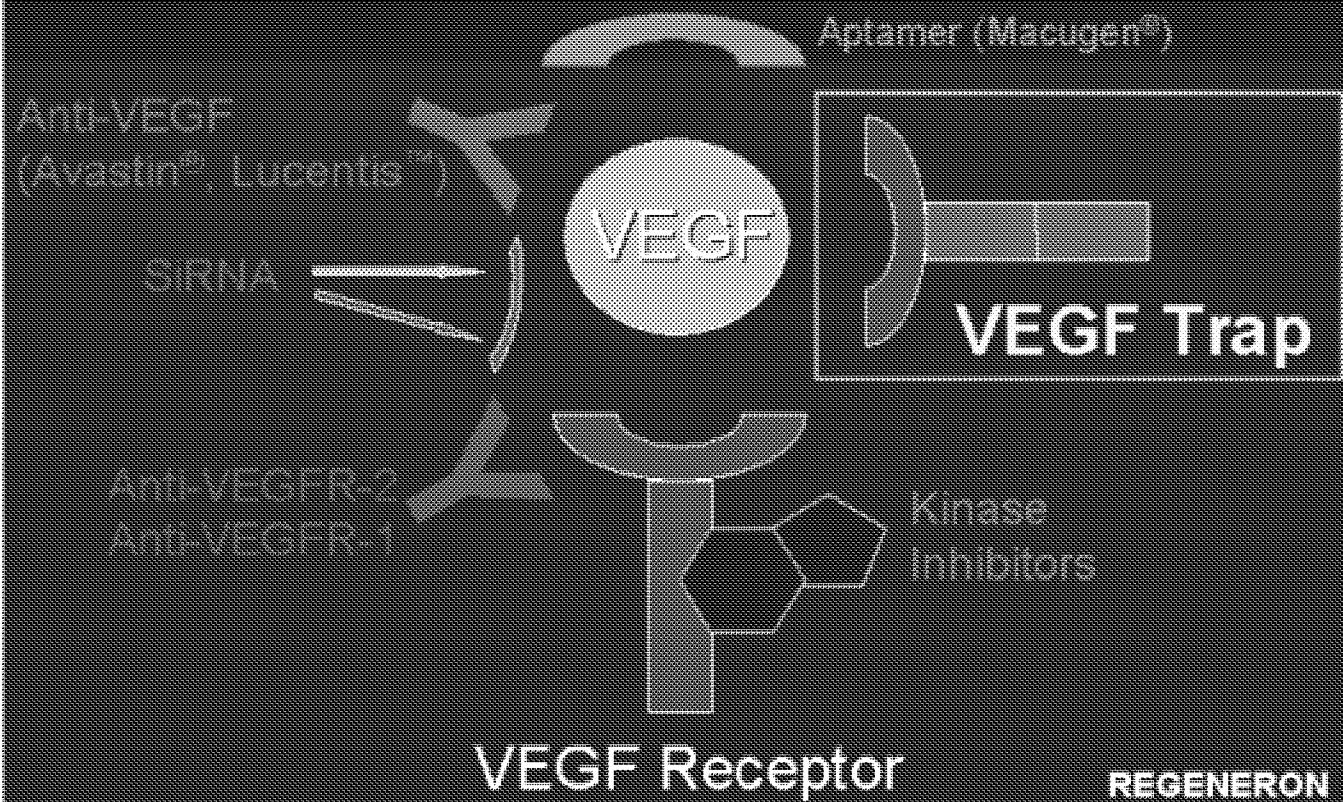 Aptamer (Macugen®)
Anti-VEGF
(Avastin®, Lucentis™)
VEGF
SiRNA
VEGF Trap
Anti-VEGFR-2
Anti-VEGFR-1
Kinase
Inhibitors
VEGF Receptor
REGENERON